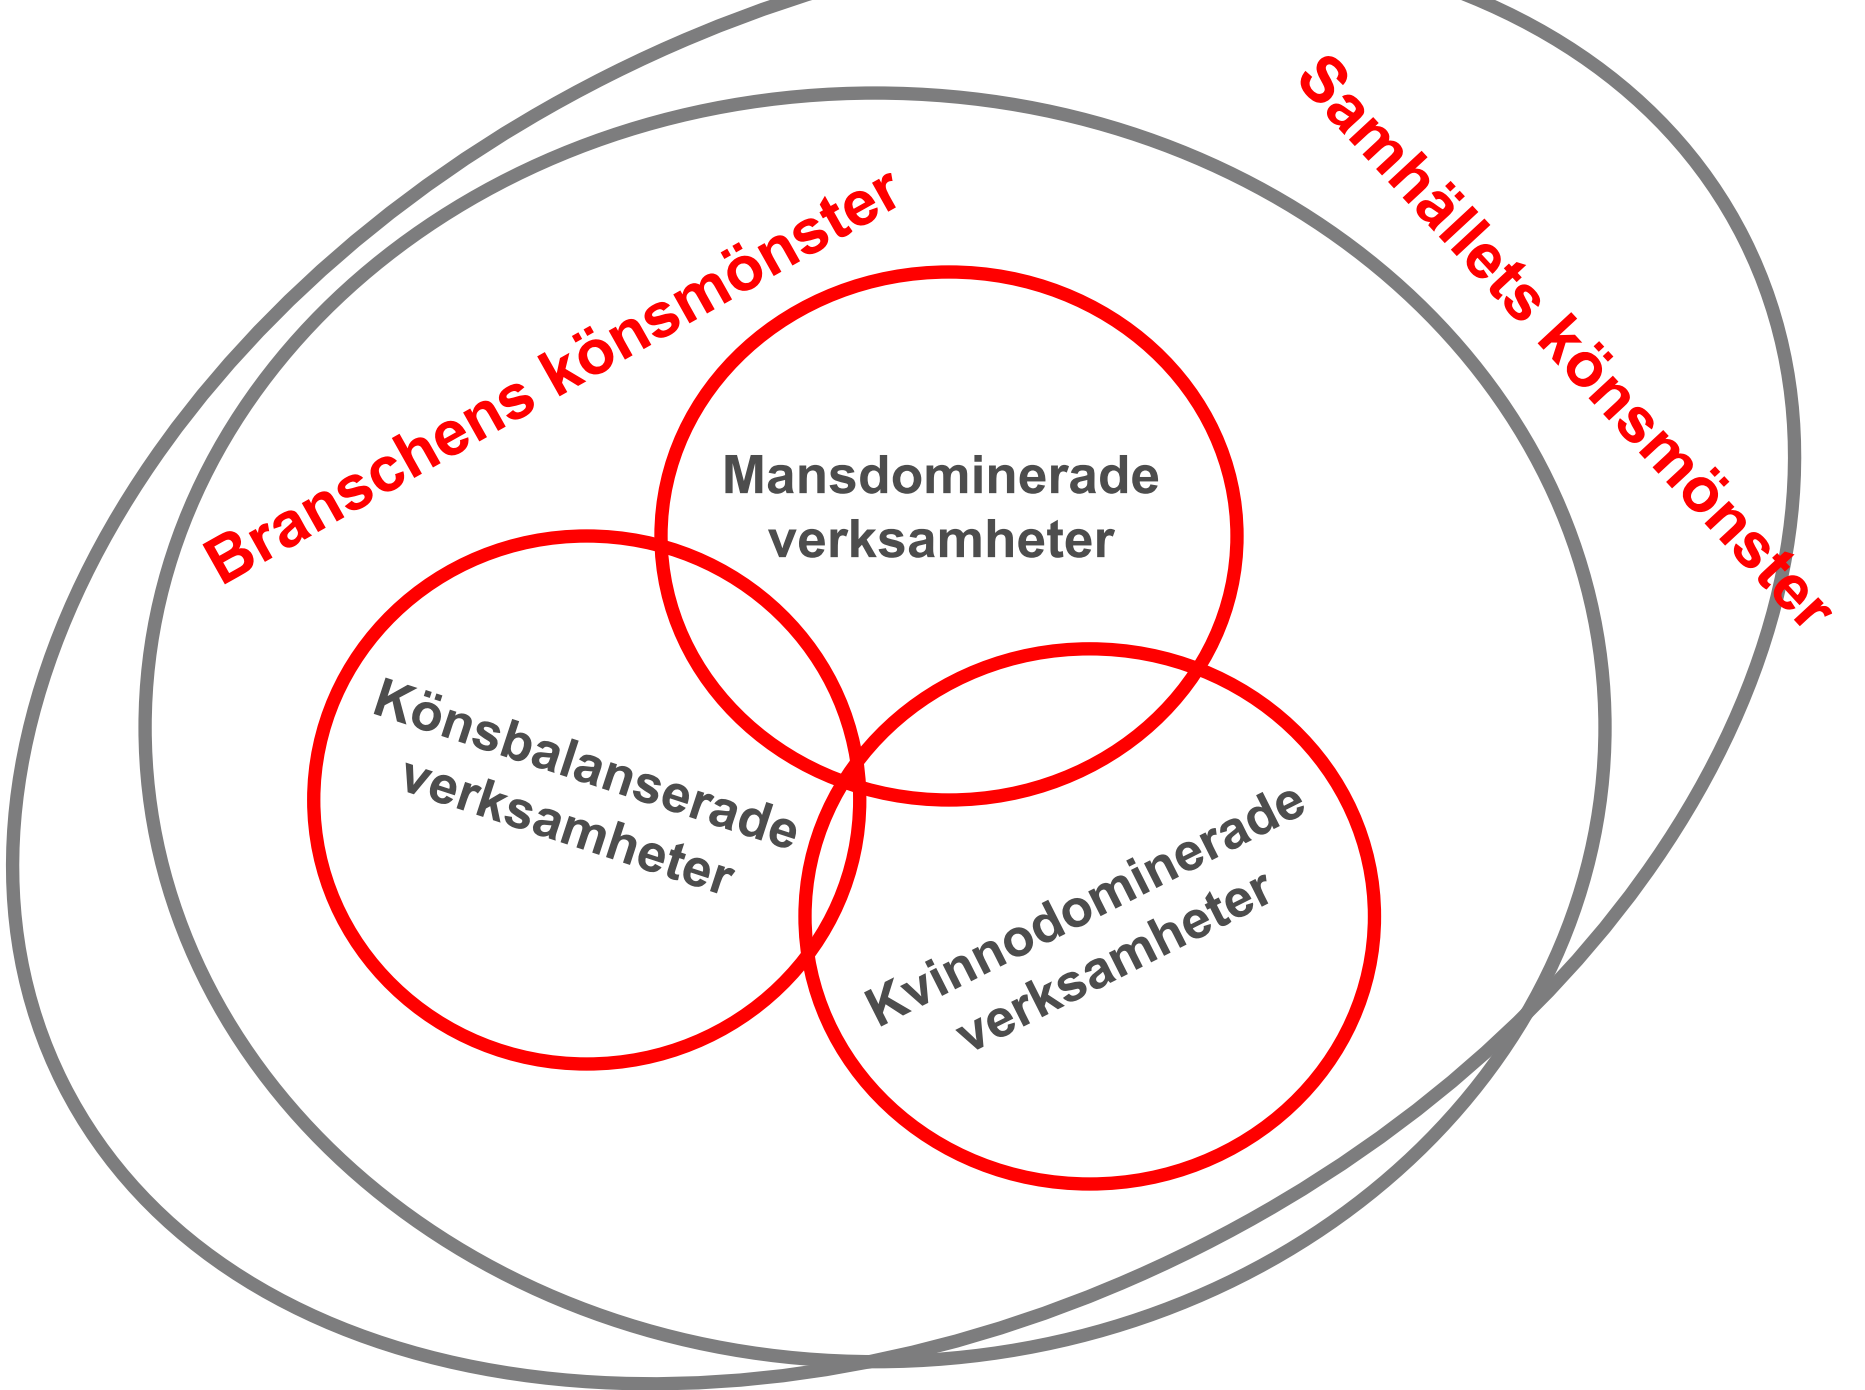 Samhällets könsmönster
Branschens könsmönster
Mansdominerade
verksamheter
Könsbalanserade
verksamheter
Kvinnodominerade
verksamheter